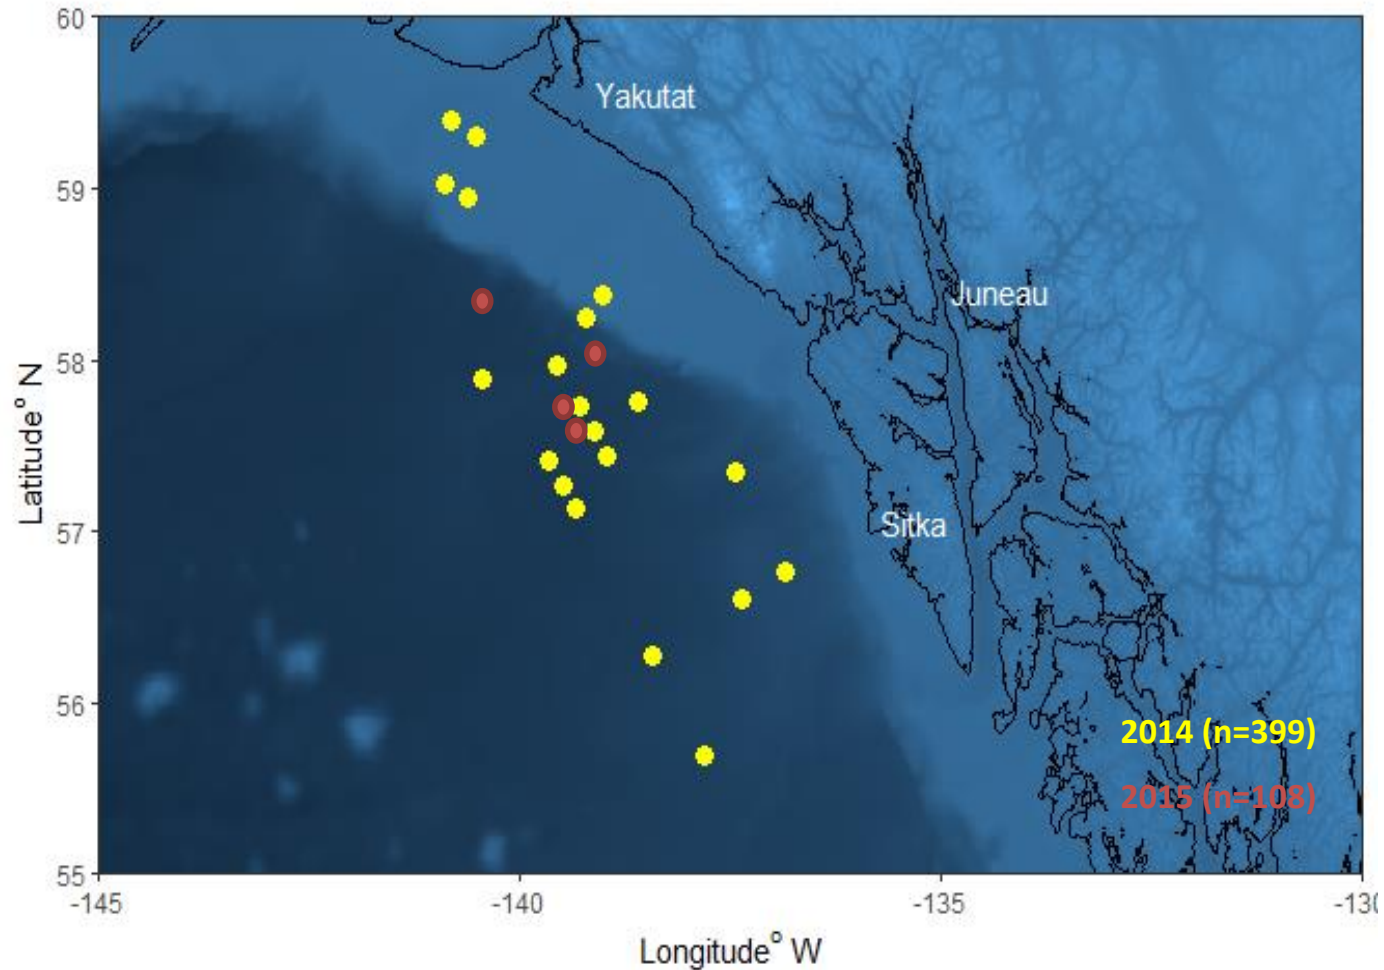 60
Yakutat
59
Juneau
58
Latitude° N
57
Sitka
56
2014 (n=399)
2015 (n=108)
55
-145
-140
-135
-130
Longitude° W